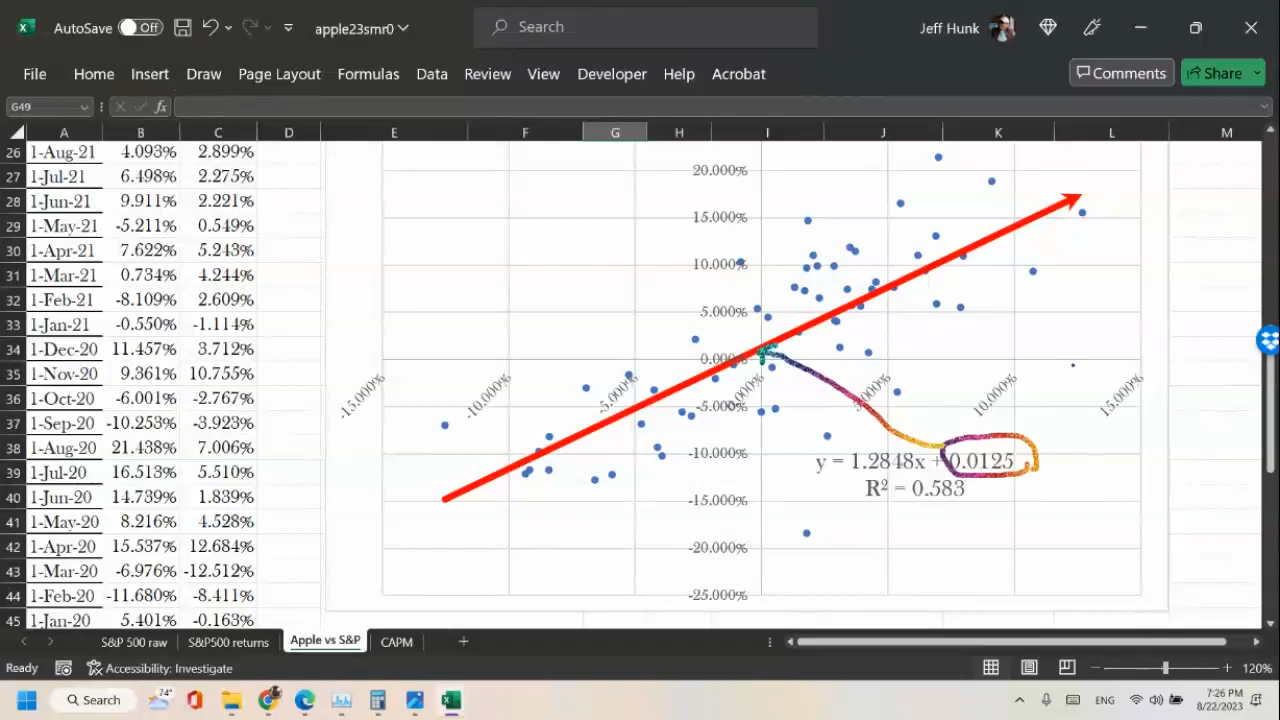 AutoSave Off apple23smr0 Search Jeff Hunk
File Home Insert Draw Page Layout Formulas Data Review View Developer Help Acrobat Comments Share
G49 fx
A B C D E F G H I J K L M
26 1-Aug-21 4.093% 2.899%
27 1-Jul-21 6.498% 2.275%
28 1-Jun-21 9.911% 2.221%
29 1-May-21 -5.211% 0.549%
30 1-Apr-21 7.622% 5.243%
31 1-Mar-21 0.734% 4.244%
32 1-Feb-21 -8.109% 2.609%
33 1-Jan-21 -0.550% -1.114%
34 1-Dec-20 11.457% 3.712%
35 1-Nov-20 9.361% 10.755%
36 1-Oct-20 -6.001% -2.767%
37 1-Sep-20 -10.253% -3.923%
38 1-Aug-20 21.438% 7.006%
39 1-Jul-20 16.513% 5.510%
40 1-Jun-20 14.739% 1.839%
41 1-May-20 8.216% 4.528%
42 1-Apr-20 15.537% 12.684%
43 1-Mar-20 -6.976% -12.512%
44 1-Feb-20 -11.680% -8.411%
45 1-Jan-20 5.401% -0.163%
20.000%
15.000%
10.000%
5.000%
0.000%
-5.000%
-10.000%
-15.000%
-20.000%
-25.000%
-15.000% -10.000% -5.000% 5.000% 10.000% 15.000%
y = 1.2848x + 0.0125
R² = 0.583
S&P 500 raw S&P500 returns Apple vs S&P CAPM
Ready Accessibility: Investigate 120%
74° Search ENG 7:26 PM
8/22/2023